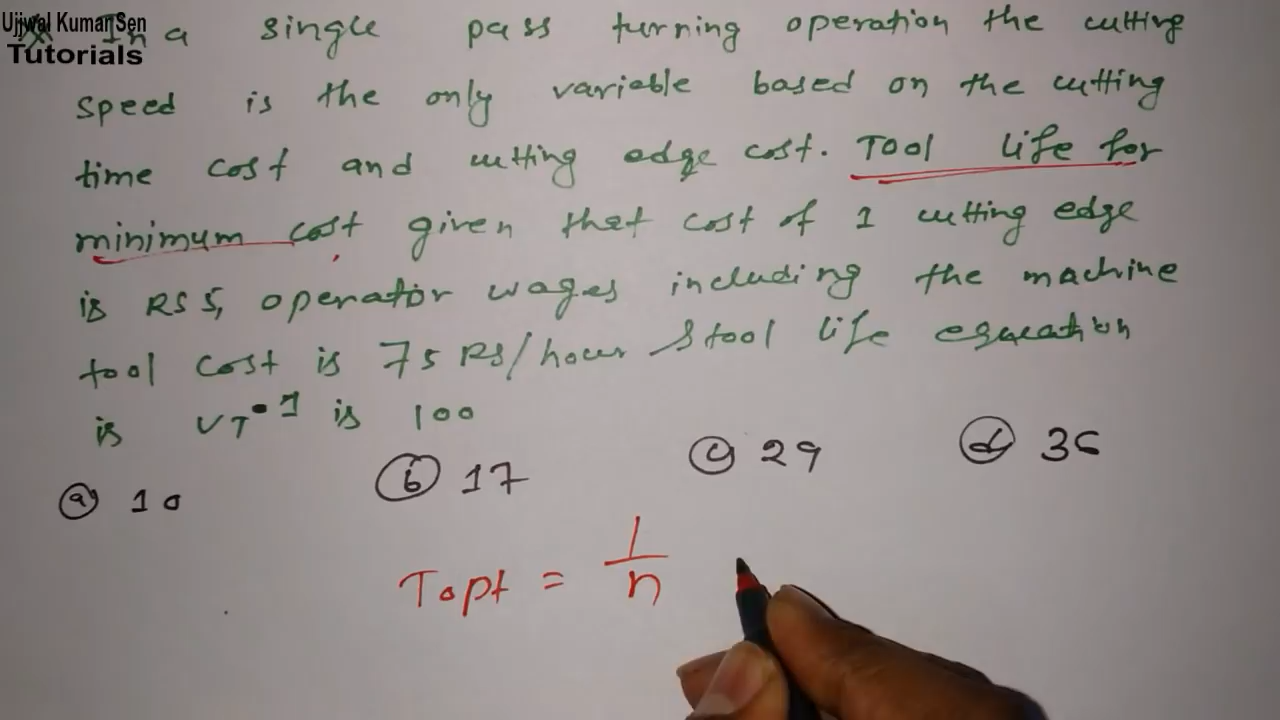 Ujjwal Kumar Sen
Tutorials
In a single pass turning operation the cutting
speed is the only variable based on the cutting
time cost and cutting edge cost. Tool life for
minimum cost given that cost of 1 cutting edge
is RS 5, operator wages including the machine
tool cost is 75 RS/hour & tool life equation
is VT^.1 is 100
(a) 10 (b) 17 (c) 29 (d) 36
Topt = 1/n